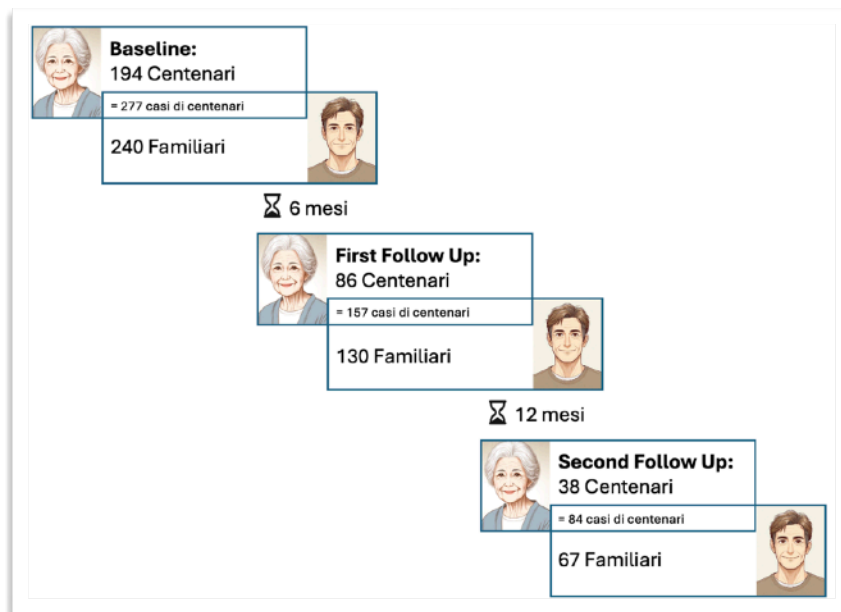 Baseline:
194 Centenari
= 277 casi di centenari
240 Familiari
6 mesi
First Follow Up:
86 Centenari
= 157 casi di centenari
130 Familiari
12 mesi
Second Follow Up:
38 Centenari
= 84 casi di centenari
67 Familiari